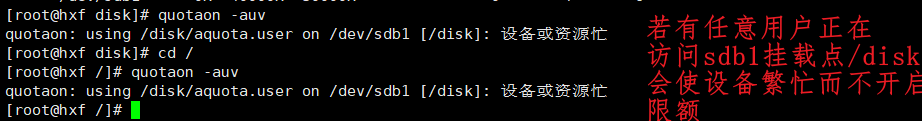 [root@hxf disk]# quotaon -auv
quotaon: using /disk/aquota.user on /dev/sdb1 [/disk]: 设备或资源忙
[root@hxf disk]# cd /
[root@hxf /]# quotaon -auv
quotaon: using /disk/aquota.user on /dev/sdb1 [/disk]: 设备或资源忙
[root@hxf /]#
若有任意用户正在
访问sdb1挂载点/disk
会使设备繁忙而不开启
限额